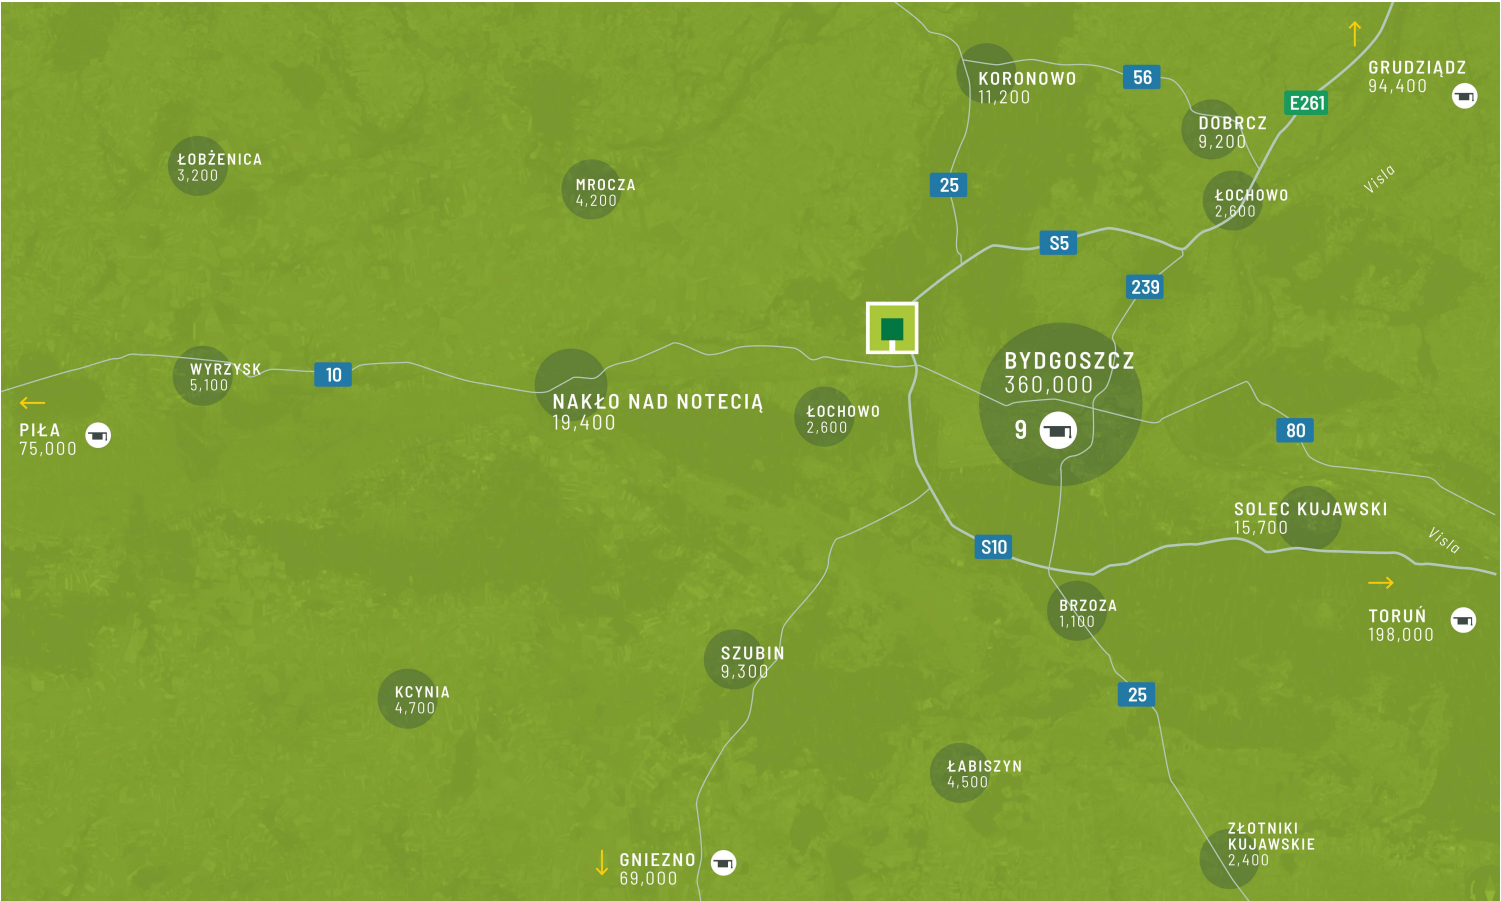 GRUDZIĄDZ
94,400
KORONOWO
11,200
56
E261
DOBRCZ
9,200
ŁOBŻENICA
3,200
MROCZA
4,200
25
Visla
ŁOCHOWO
2,600
S5
239
WYRZYSK
5,100
10
BYDGOSZCZ
360,000
9
NAKŁO NAD NOTECIĄ
19,400
ŁOCHOWO
2,600
PIŁA
75,000
80
SOLEC KUJAWSKI
15,700
Visla
S10
BRZOZA
1,100
TORUŃ
198,000
SZUBIN
9,300
KCYNIA
4,700
25
ŁABISZYN
4,500
ZŁOTNIKI
KUJAWSKIE
2,400
GNIEZNO
69,000